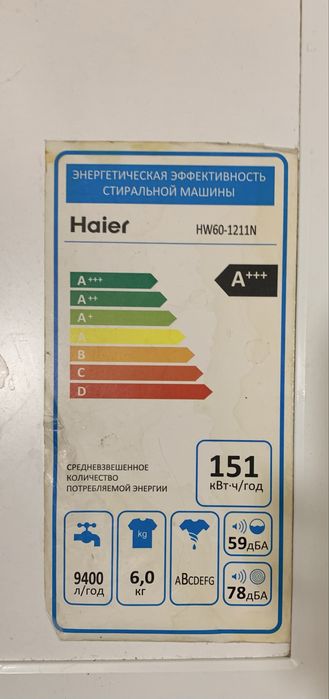 ЭНЕРГЕТИЧЕСКАЯ ЭФФЕКТИВНОСТЬ
СТИРАЛЬНОЙ МАШИНЫ
Haier HW60-1211N
A+++ A+++
A++
A+
A
B
C
D
СРЕДНЕВЗВЕШЕННОЕ
КОЛИЧЕСТВО
ПОТРЕБЛЯЕМОЙ ЭНЕРГИИ
151
кВт·ч/год
9400
л/год
kg
6,0
кг
ABCDEFG
59дБА
78дБА